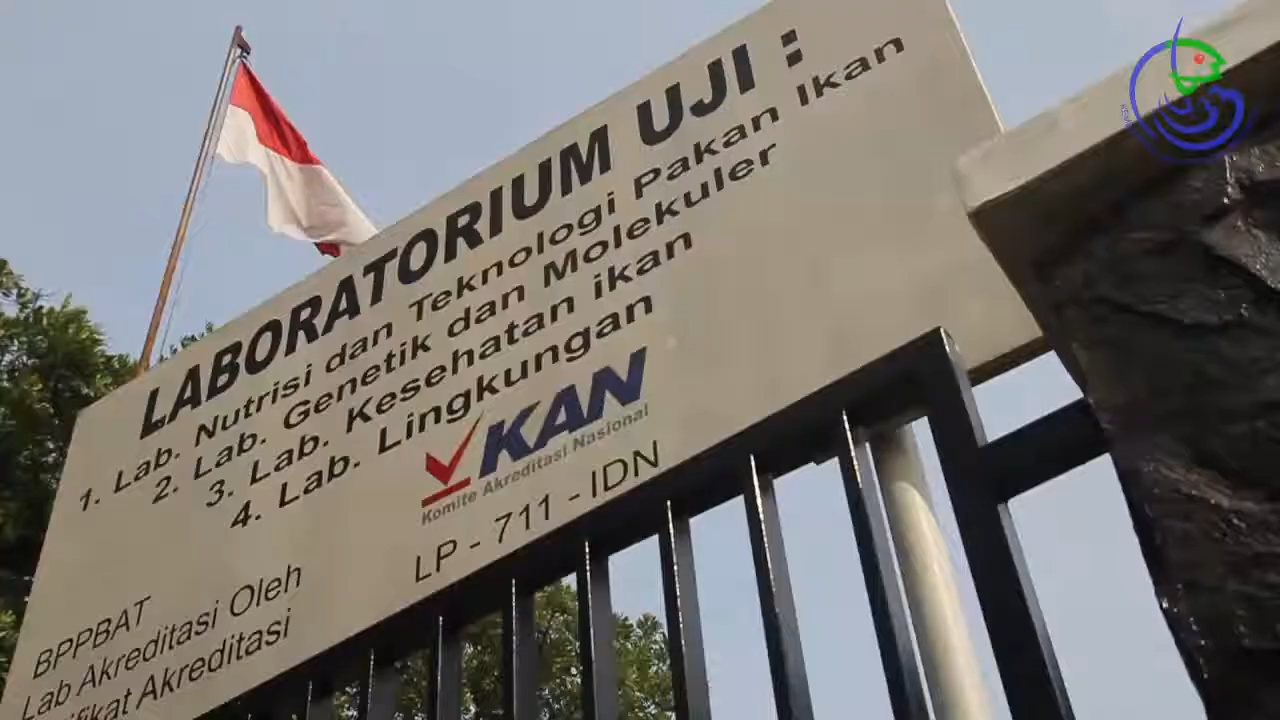 LABORATORIUM UJI :
1. Lab. Nutrisi dan Teknologi Pakan Ikan
2. Lab. Genetik dan Molekuler
3. Lab. Kesehatan ikan
4. Lab. Lingkungan
KAN
Komite Akreditasi Nasional
LP - 711 - IDN
BPPBAT
Lab Akreditasi Oleh
Akreditasi